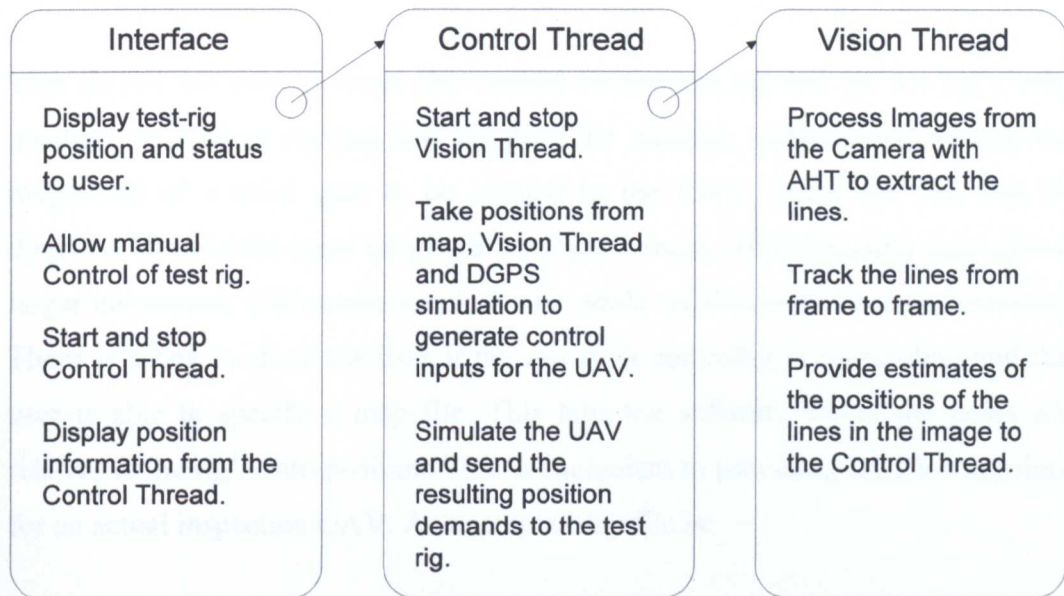 Interface
Display test-rig
position and status
to user.
Allow manual
Control of test rig.
Start and stop
Control Thread.
Display position
information from the
Control Thread.
Control Thread
Start and stop
Vision Thread.
Take positions from
map, Vision Thread
and DGPS
simulation to
generate control
inputs for the UAV.
Simulate the UAV
and send the
resulting position
demands to the test
rig.
Vision Thread
Process Images from
the Camera with
AHT to extract the
lines.
Track the lines from
frame to frame.
Provide estimates of
the positions of the
lines in the image to
the Control Thread.